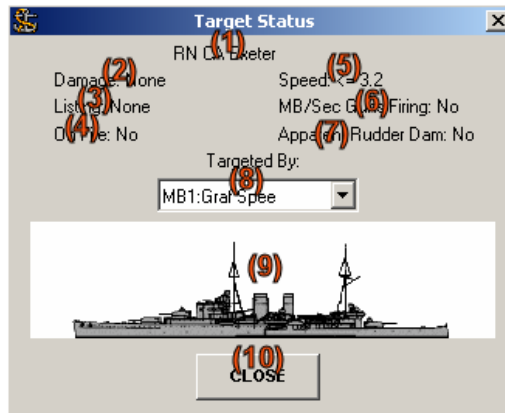 Target Status
(1)
RN CA Exeter
(2)
Damage: None
(5)
Speed: <= 3.2
(3)
Listing: None
(6)
MB/Sec Guns Firing: No
(4)
On Fire: No
(7)
Apparent Rudder Dam: No
Targeted By:
(8)
MB1:Graf Spee
(9)
(10)
CLOSE